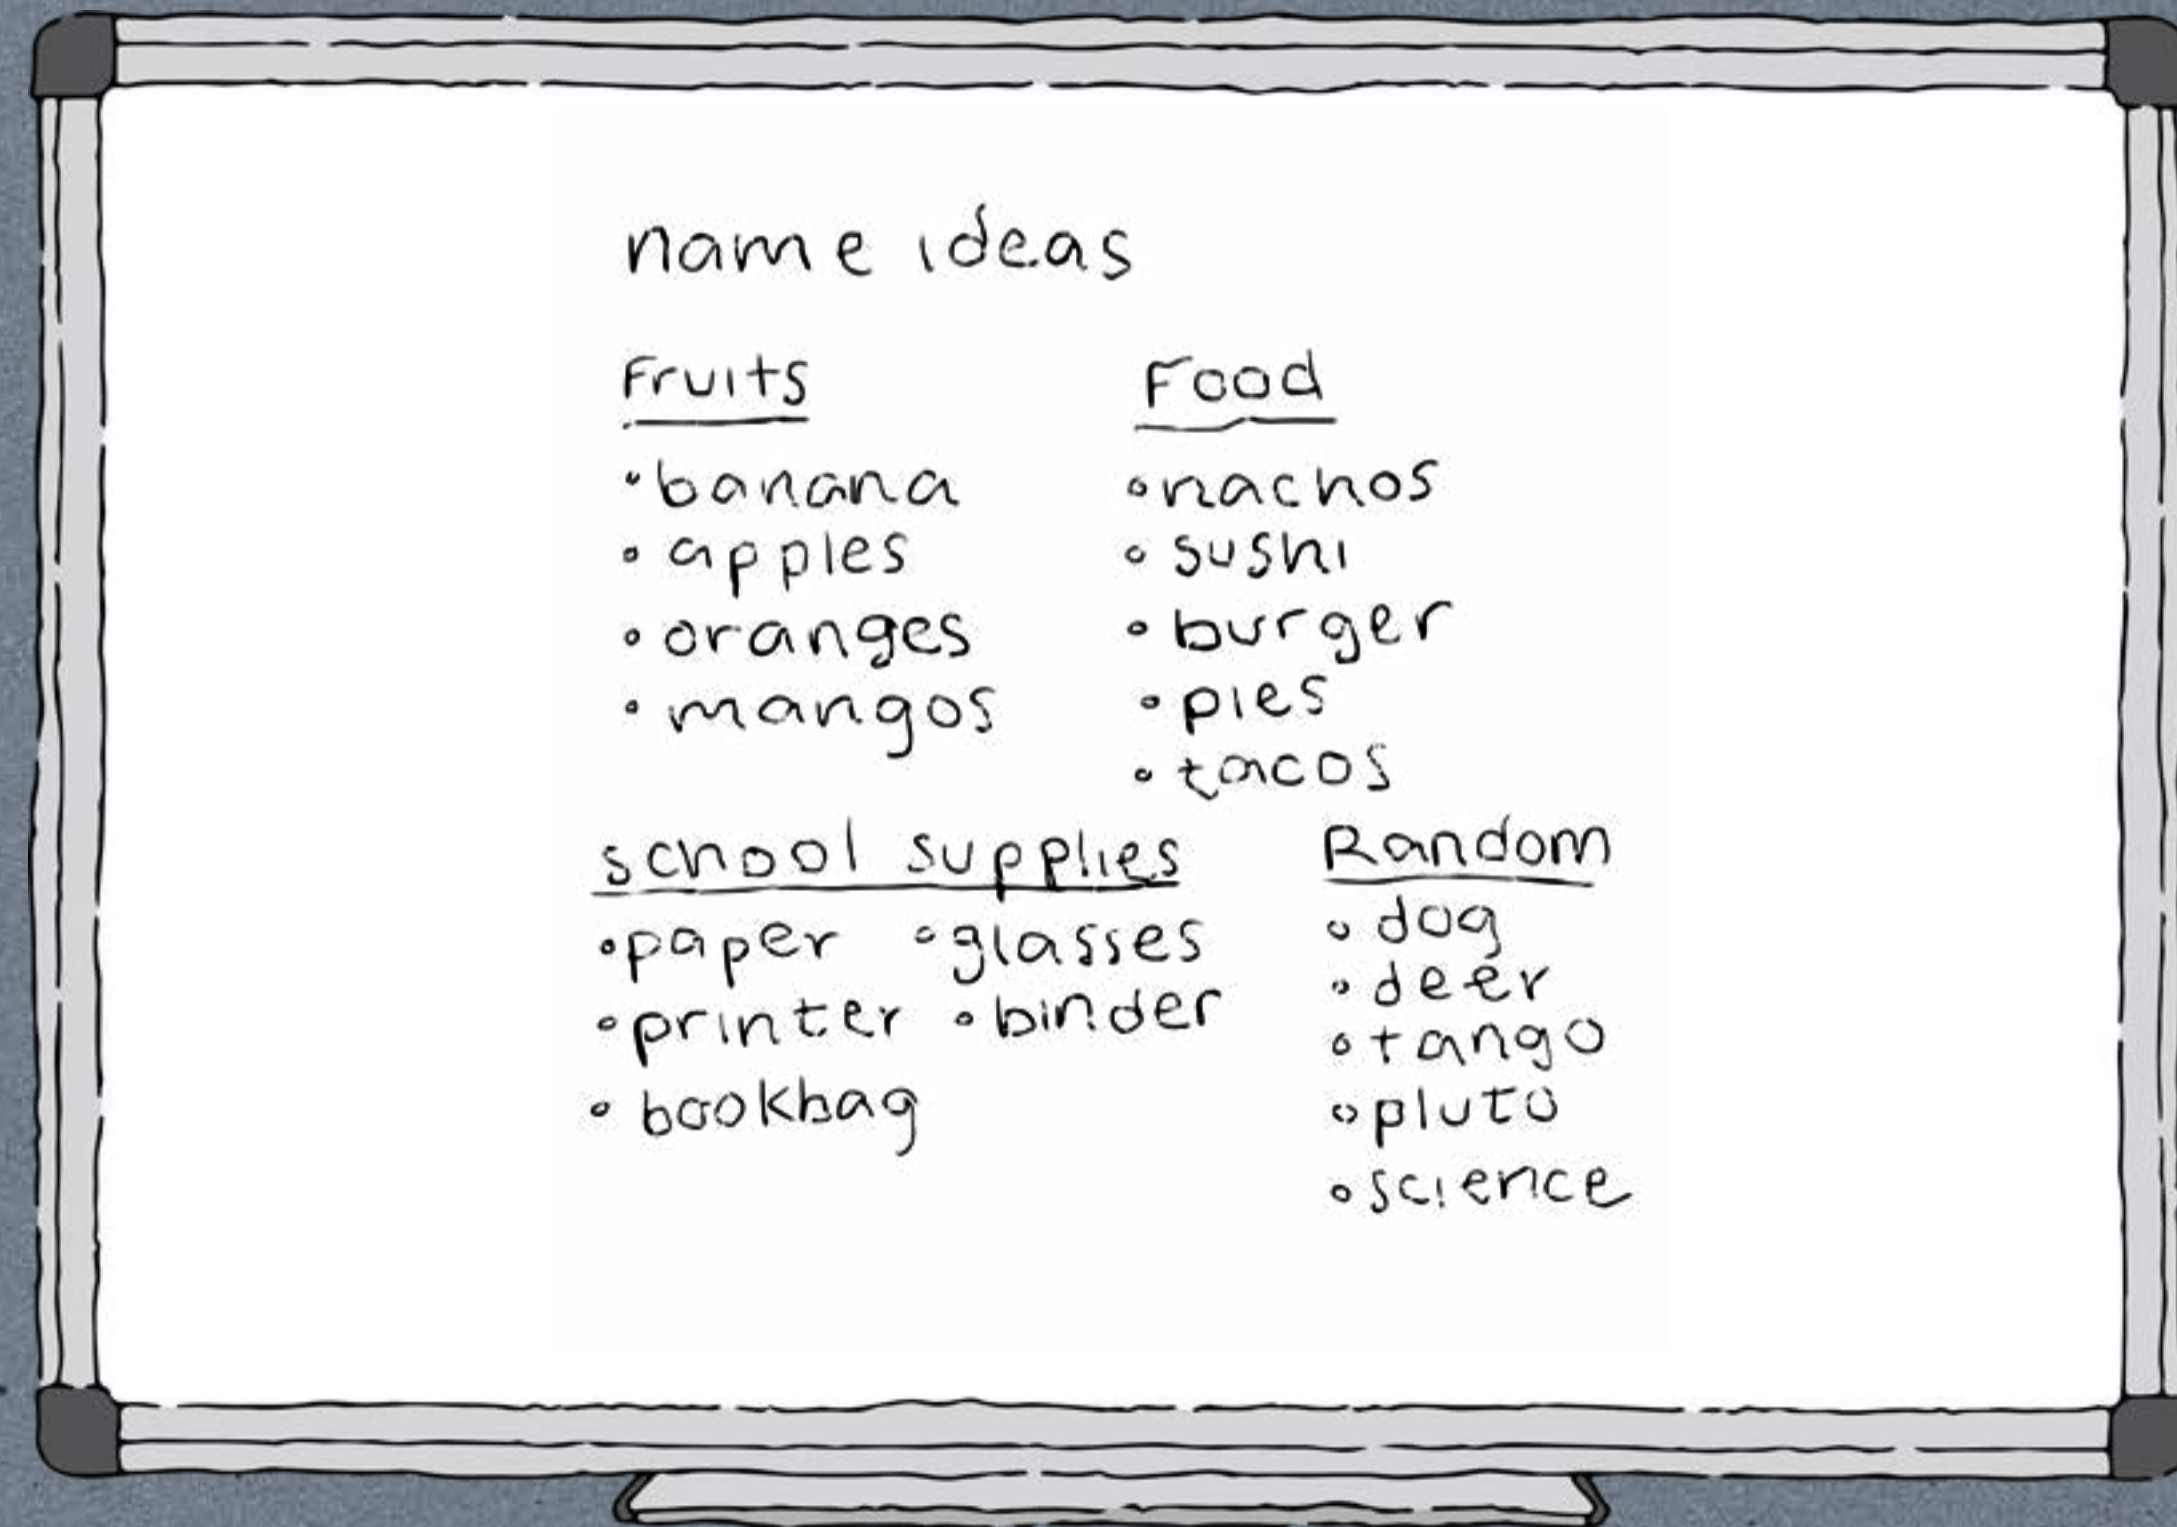 name ideas
Fruits
• banana
• apples
• oranges
• mangos
Food
• nachos
• sushi
• burger
• pies
• tacos
school supplies
• paper • glasses
• printer • binder
• bookbag
Random
• dog
• deer
• tango
• pluto
• science